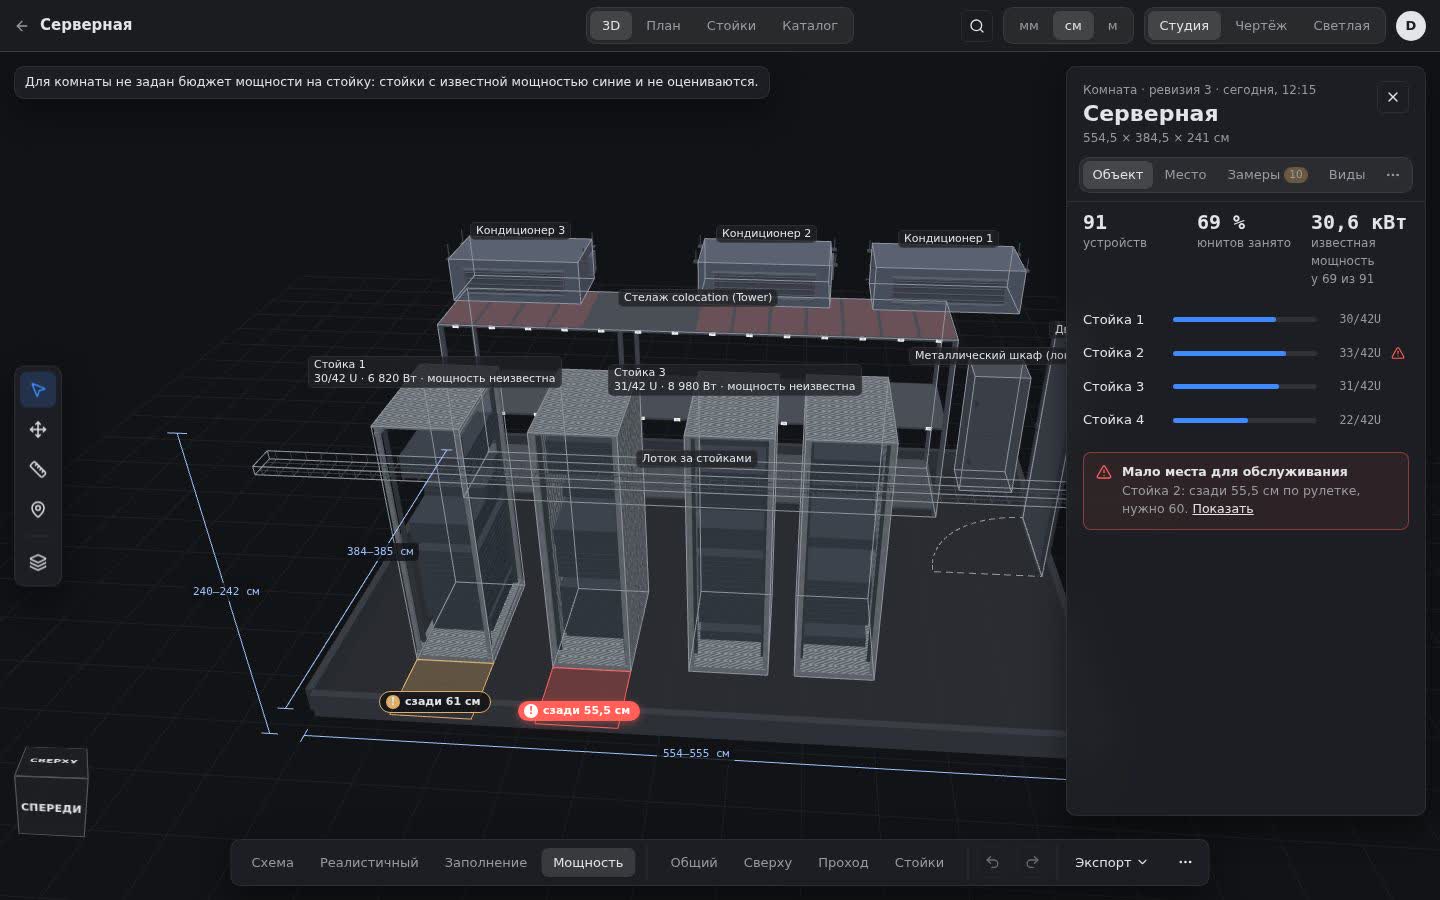 Серверная
3D
План
Стойки
Каталог
мм
см
м
Студия
Чертёж
Светлая
D
Для комнаты не задан бюджет мощности на стойку: стойки с известной мощностью синие и не оцениваются.
Комната · ревизия 3 · сегодня, 12:15
Серверная
554,5 × 384,5 × 241 см
Объект
Место
Замеры 10
Виды
91
устройств
69 %
юнитов занято
30,6 кВт
известная
мощность
у 69 из 91
Стойка 1
30/42U
Стойка 2
33/42U
Стойка 3
31/42U
Стойка 4
22/42U
Мало места для обслуживания
Стойка 2: сзади 55,5 см по рулетке,
нужно 60. Показать
Кондиционер 3
Кондиционер 2
Кондиционер 1
Стелаж colocation (Tower)
Металлический шкаф
Стойка 1
30/42 U · 6 820 Вт · мощность неизвестна
Стойка 3
31/42 U · 8 980 Вт · мощность неизвестна
Лоток за стойками
384–385 см
240–242 см
сзади 61 см
сзади 55,5 см
554–555 см
СВЕРХУ
СПЕРЕДИ
Схема
Реалистичный
Заполнение
Мощность
Общий
Сверху
Проход
Стойки
Экспорт